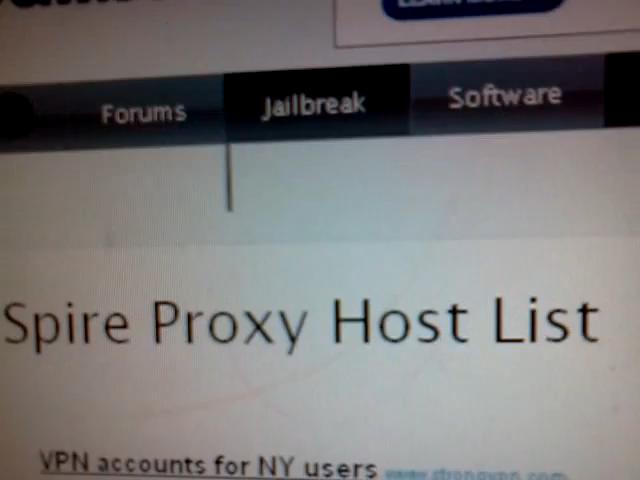 Forums Jailbreak Software
Spire Proxy Host List
VPN accounts for NY users